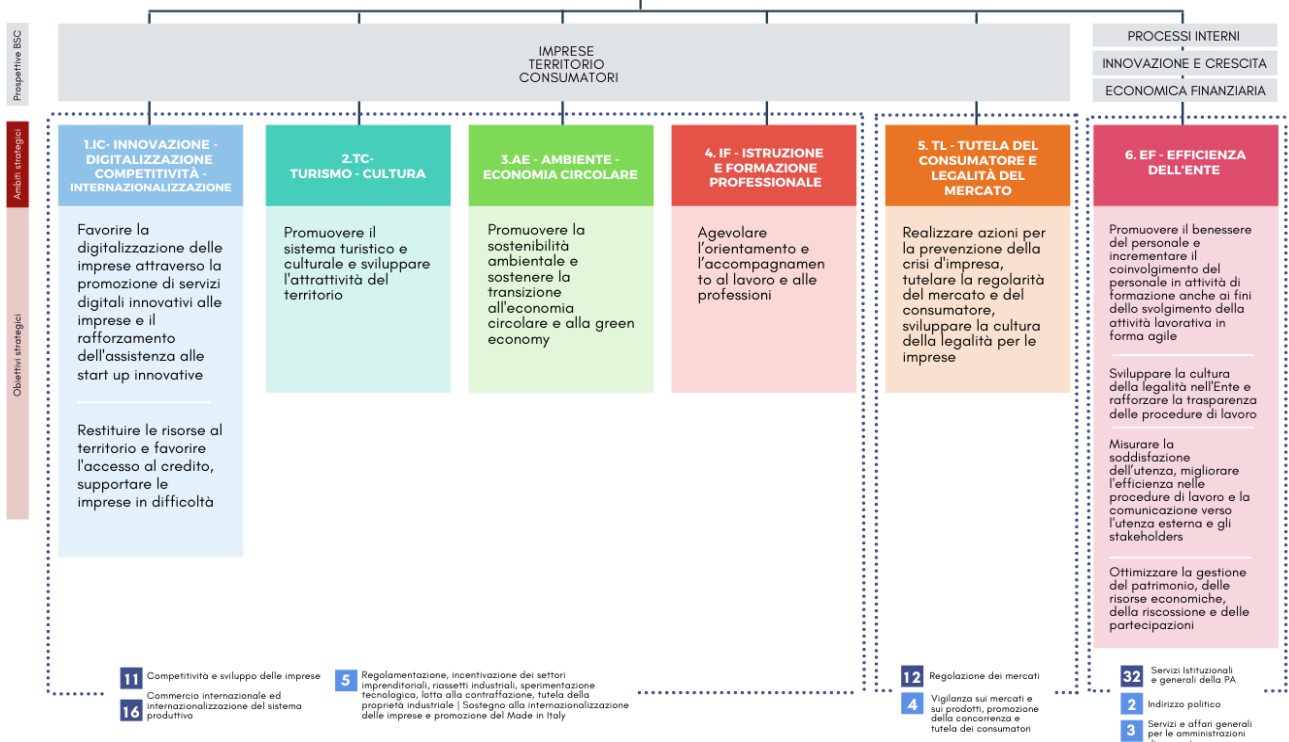 Prospettive BSC
IMPRESE
TERRITORIO
CONSUMATORI
PROCESSI INTERNI
INNOVAZIONE E CRESCITA
ECONOMICA FINANZIARIA
Ambiti strategici
1.IC- INNOVAZIONE -
DIGITALIZZAZIONE
COMPETITIVITÀ -
INTERNAZIONALIZZAZIONE
2.TC-
TURISMO - CULTURA
3.AE - AMBIENTE -
ECONOMIA CIRCOLARE
4. IF - ISTRUZIONE
E FORMAZIONE
PROFESSIONALE
5. TL - TUTELA DEL
CONSUMATORE E
LEGALITÀ DEL
MERCATO
6. EF - EFFICIENZA
DELL'ENTE
Obiettivi strategici
Favorire la
digitalizzazione delle
imprese attraverso la
promozione di servizi
digitali innovativi alle
imprese e il
rafforzamento
dell'assistenza alle
start up innovative
Restituire le risorse al
territorio e favorire
l'accesso al credito,
supportare le
imprese in difficoltà
Promuovere il
sistema turistico e
culturale e sviluppare
l'attrattività del
territorio
Promuovere la
sostenibilità
ambientale e
sostenere la
transizione
all'economia
circolare e alla green
economy
Agevolare
l'orientamento e
l'accompagnamen
to al lavoro e alle
professioni
Realizzare azioni per
la prevenzione della
crisi d'impresa,
tutelare la regolarità
del mercato e del
consumatore,
sviluppare la cultura
della legalità per le
imprese
Promuovere il benessere
del personale e
incrementare il
coinvolgimento del
personale in attività di
formazione anche ai fini
dello svolgimento della
attività lavorativa in
forma agile
Sviluppare la cultura
della legalità nell'Ente e
rafforzare la trasparenza
delle procedure di lavoro
Misurare la
soddisfazione
dell'utenza, migliorare
l'efficienza nelle
procedure di lavoro e la
comunicazione verso
l'utenza esterna e gli
stakeholders
Ottimizzare la gestione
del patrimonio, delle
risorse economiche,
della riscossione e delle
partecipazioni
11 Competitività e sviluppo delle imprese
16 Commercio internazionale ed
internazionalizzazione del sistema
produttivo
5 Regolamentazione, incentivazione dei settori
imprenditoriali, riassetti industriali, sperimentazione
tecnologica, lotta alla contraffazione, tutela della
proprietà industriale | Sostegno alla internazionalizzazione
delle imprese e promozione del Made in Italy
12 Regolazione dei mercati
4 Vigilanza sui mercati e
sui prodotti, promozione
della concorrenza e
tutela dei consumatori
32 Servizi Istituzionali
e generali della PA
2 Indirizzo politico
3 Servizi e affari generali
per le amministrazioni